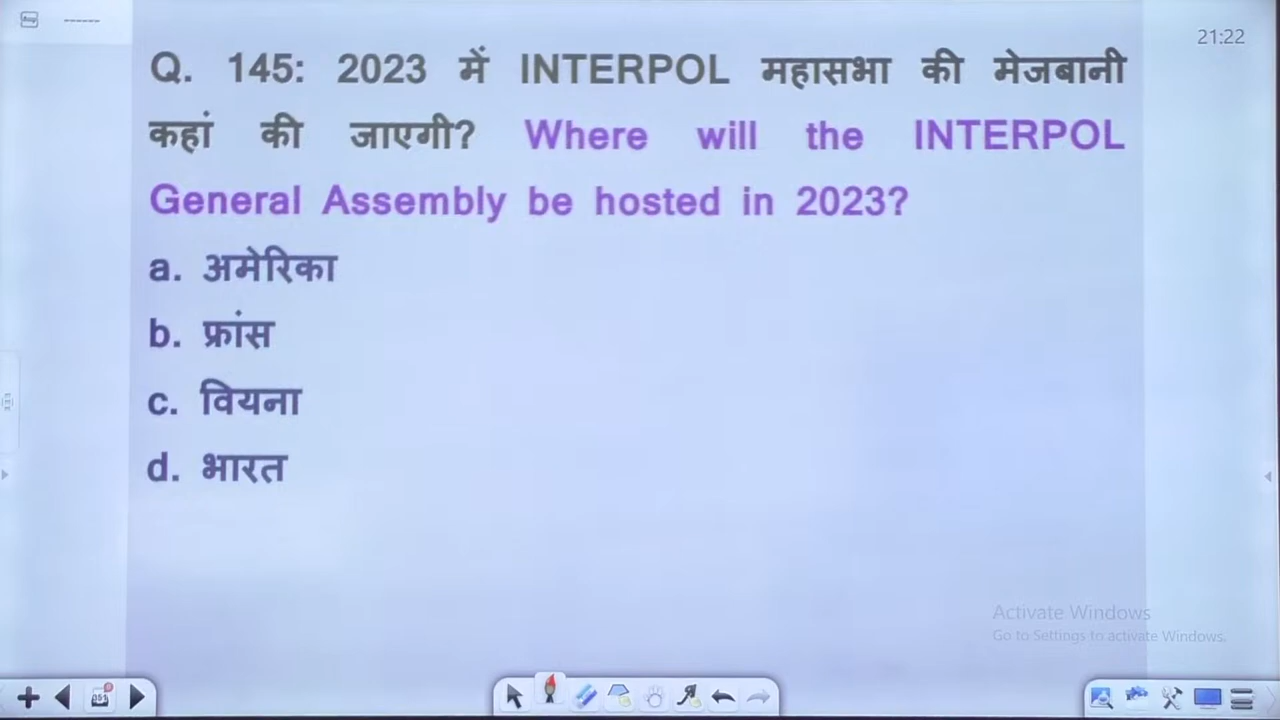 21:22
Q. 145: 2023 में INTERPOL महासभा की मेजबानी
कहां की जाएगी? Where will the INTERPOL
General Assembly be hosted in 2023?
a. अमेरिका
b. फ्रांस
c. वियना
d. भारत
Activate Windows
Go to Settings to activate Windows.
351